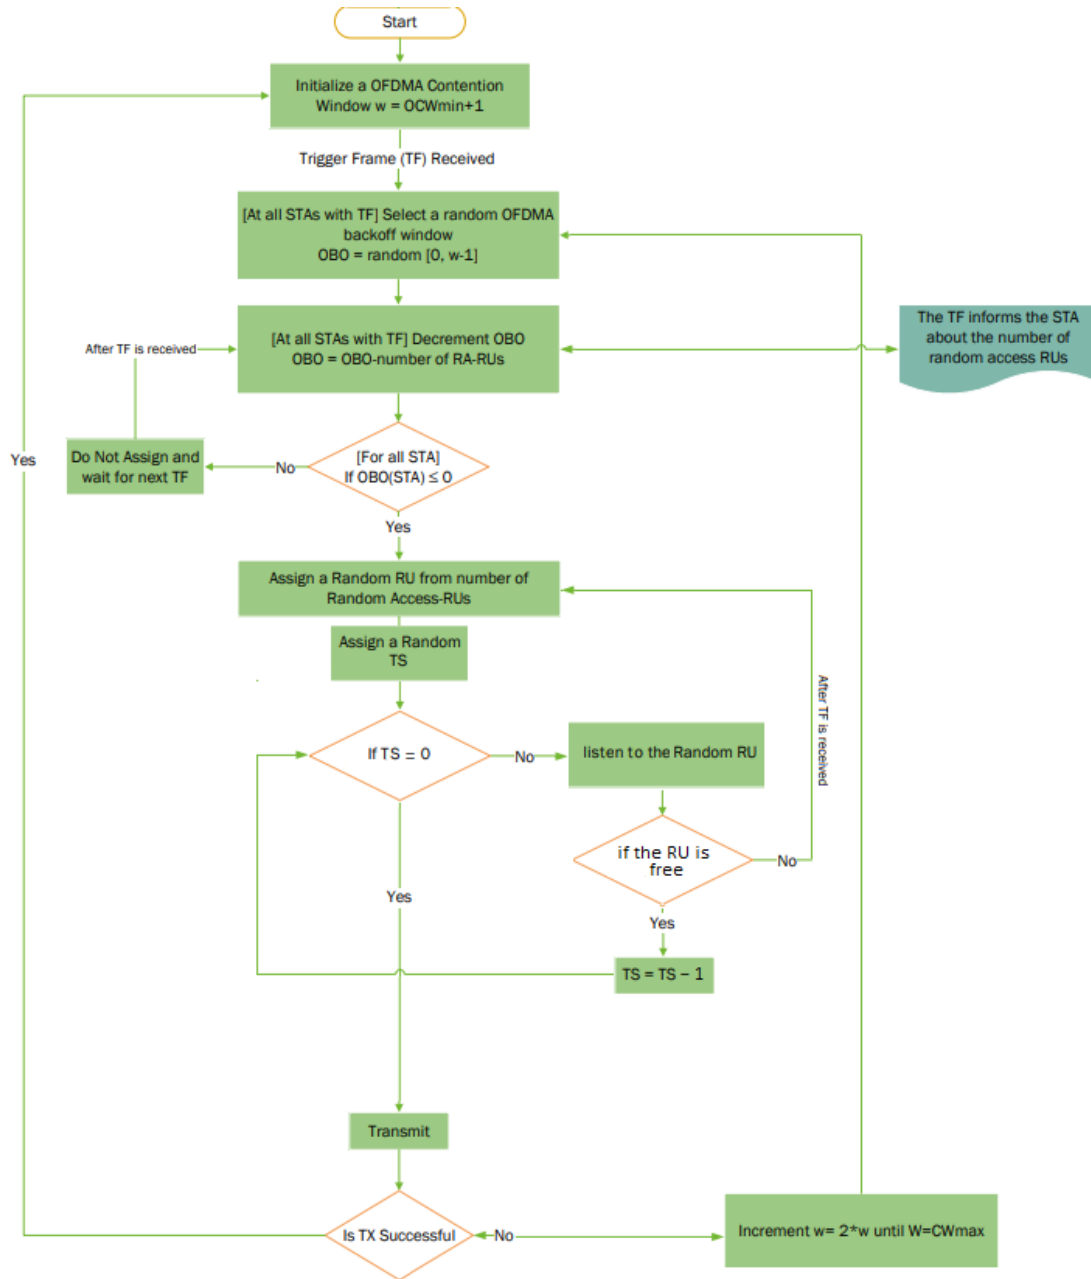 Start
Initialize a OFDMA Contention
Window w = OCWmin+1
Trigger Frame (TF) Received
[At all STAs with TF] Select a random OFDMA
backoff window
OBO = random [0, w-1]
[At all STAs with TF] Decrement OBO
OBO = OBO-number of RA-RUs
The TF informs the STA
about the number of
random access RUs
After TF is received
Do Not Assign and
wait for next TF
No
[For all STA]
If OBO(STA) ≤ 0
Yes
Yes
Assign a Random RU from number of
Random Access-RUs
Assign a Random
TS
After TF is received
If TS = 0
No
listen to the Random RU
if the RU is
free
No
Yes
Yes
TS = TS – 1
Transmit
Is TX Successful
No
Increment w= 2*w until W=CWmax